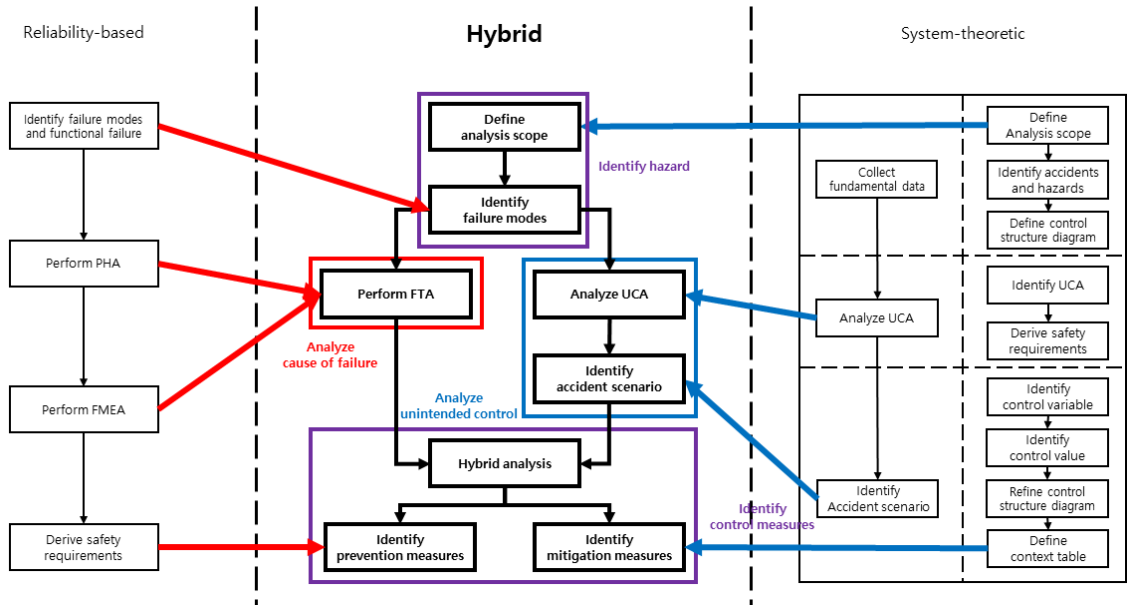 Reliability-based
Hybrid
System-theoretic
Identify failure modes
and functional failure
Perform PHA
Perform FMEA
Derive safety
requirements
Define
analysis scope
Identify
failure modes
Identify hazard
Perform FTA
Analyze
cause of failure
Analyze UCA
Identify
accident scenario
Analyze
unintended control
Hybrid analysis
Identify
prevention measures
Identify
mitigation measures
Identify
control measures
Collect
fundamental data
Analyze UCA
Identify
Accident scenario
Define
Analysis scope
Identify accidents
and hazards
Define control
structure diagram
Identify UCA
Derive safety
requirements
Identify
control variable
Identify
control value
Refine control
structure diagram
Define
context table